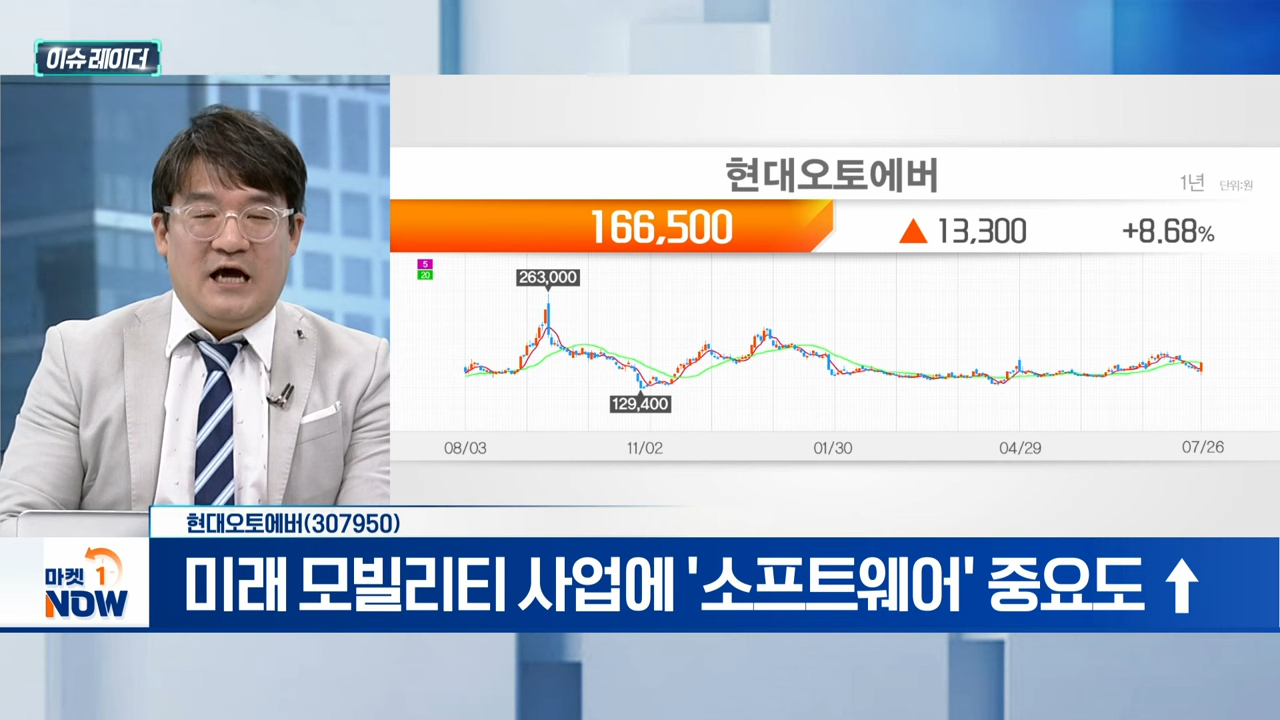 이슈 레이더
현대오토에버
1년 단위:원
166,500 ▲ 13,300 +8.68%
5
20
263,000
129,400
08/03 11/02 01/30 04/29 07/26
현대오토에버(307950)
마켓 1
NOW
미래 모빌리티 사업에 '소프트웨어' 중요도 ↑